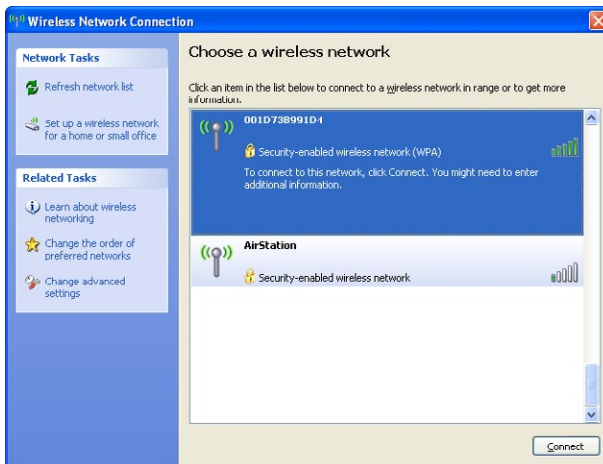 Wireless Network Connection
Network Tasks
Refresh network list
Set up a wireless network
for a home or small office
Related Tasks
Learn about wireless
networking
Change the order of
preferred networks
Change advanced
settings
Choose a wireless network
Click an item in the list below to connect to a wireless network in range or to get more
information.
001D73B991D4
Security-enabled wireless network (WPA)
To connect to this network, click Connect. You might need to enter
additional information.
AirStation
Security-enabled wireless network
Connect